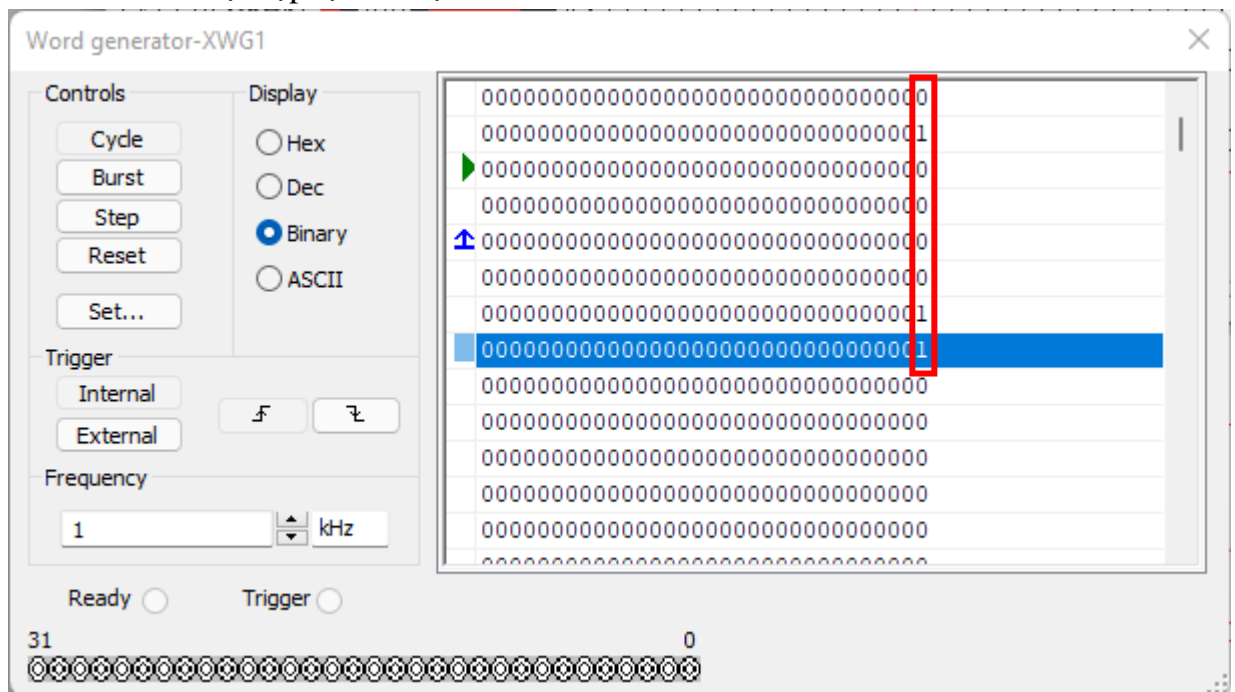 Word generator-XWG1
Controls
Cycle
Burst
Step
Reset
Set...
Display
Hex
Dec
Binary
ASCII
Trigger
Internal
External
Frequency
1 kHz
Ready Trigger
31 0
00000000000000000000000000000000
00000000000000000000000000000001
00000000000000000000000000000000
00000000000000000000000000000000
00000000000000000000000000000000
00000000000000000000000000000000
00000000000000000000000000000001
00000000000000000000000000000001
00000000000000000000000000000000
00000000000000000000000000000000
00000000000000000000000000000000
00000000000000000000000000000000
00000000000000000000000000000000